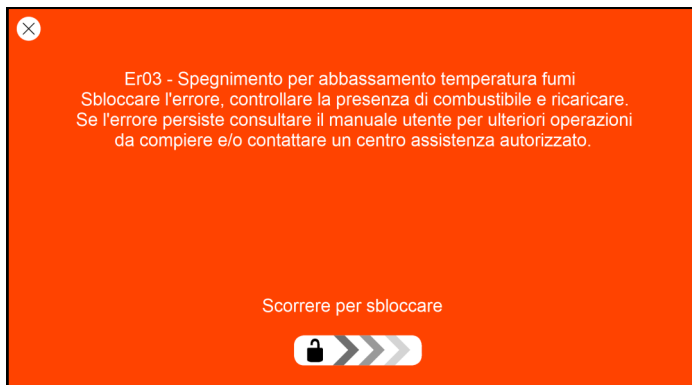 Er03 - Spegnimento per abbassamento temperatura fumi
Sbloccare l'errore, controllare la presenza di combustibile e ricaricare.
Se l'errore persiste consultare il manuale utente per ulteriori operazioni
da compiere e/o contattare un centro assistenza autorizzato.
Scorrere per sbloccare